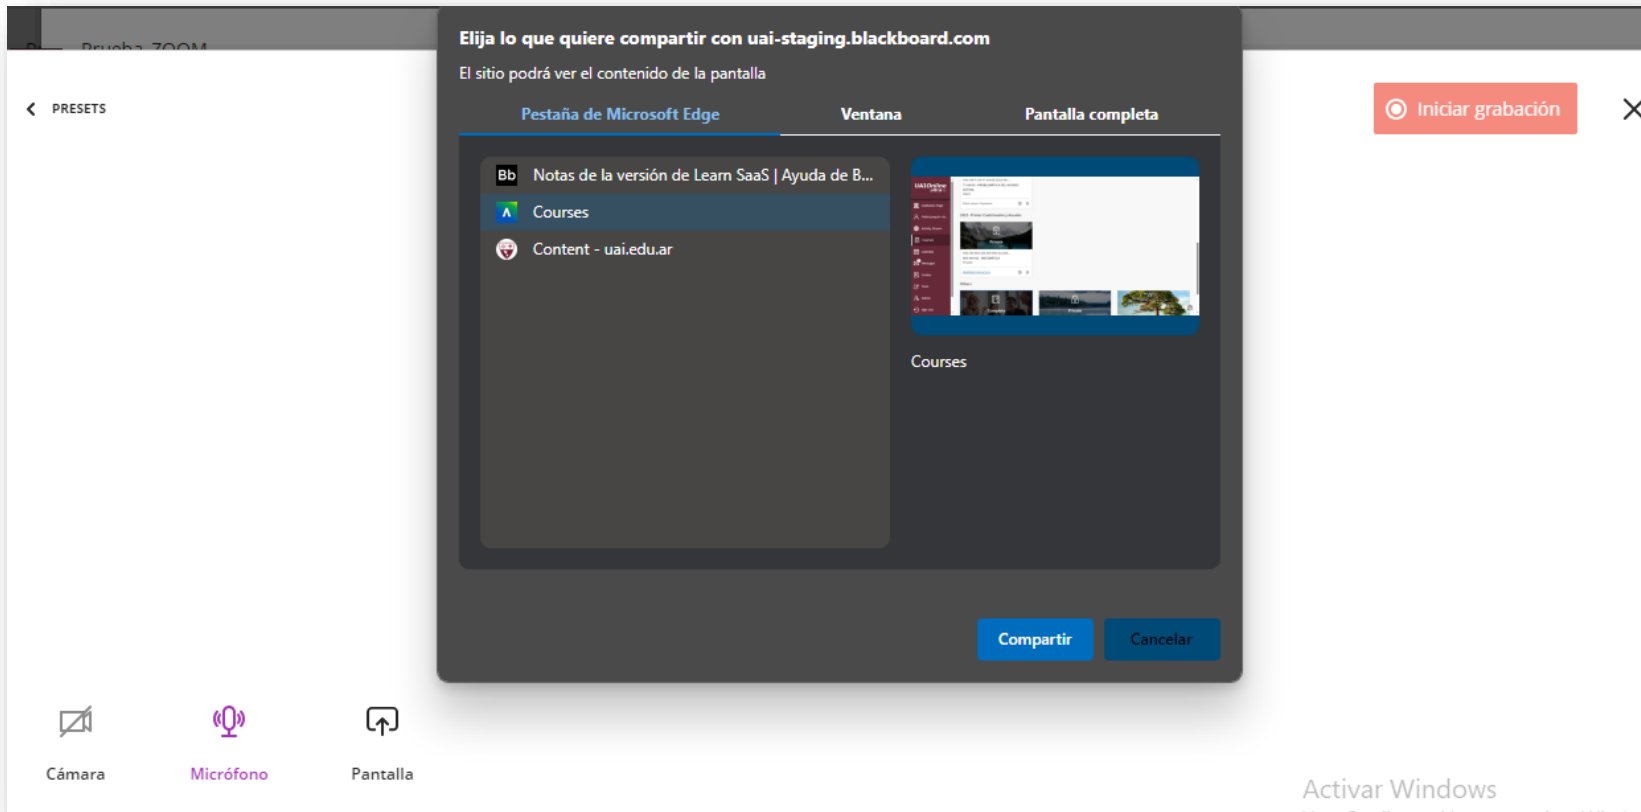 Prueba ZOOM
Elija lo que quiere compartir con uai-staging.blackboard.com
El sitio podrá ver el contenido de la pantalla
PRESETS
Pestaña de Microsoft Edge
Ventana
Pantalla completa
Iniciar grabación
Bb Notas de la versión de Learn SaaS | Ayuda de B...
Courses
Content - uai.edu.ar
UAIOnline
Courses
Compartir
Cancelar
Cámara
Micrófono
Pantalla
Activar Windows